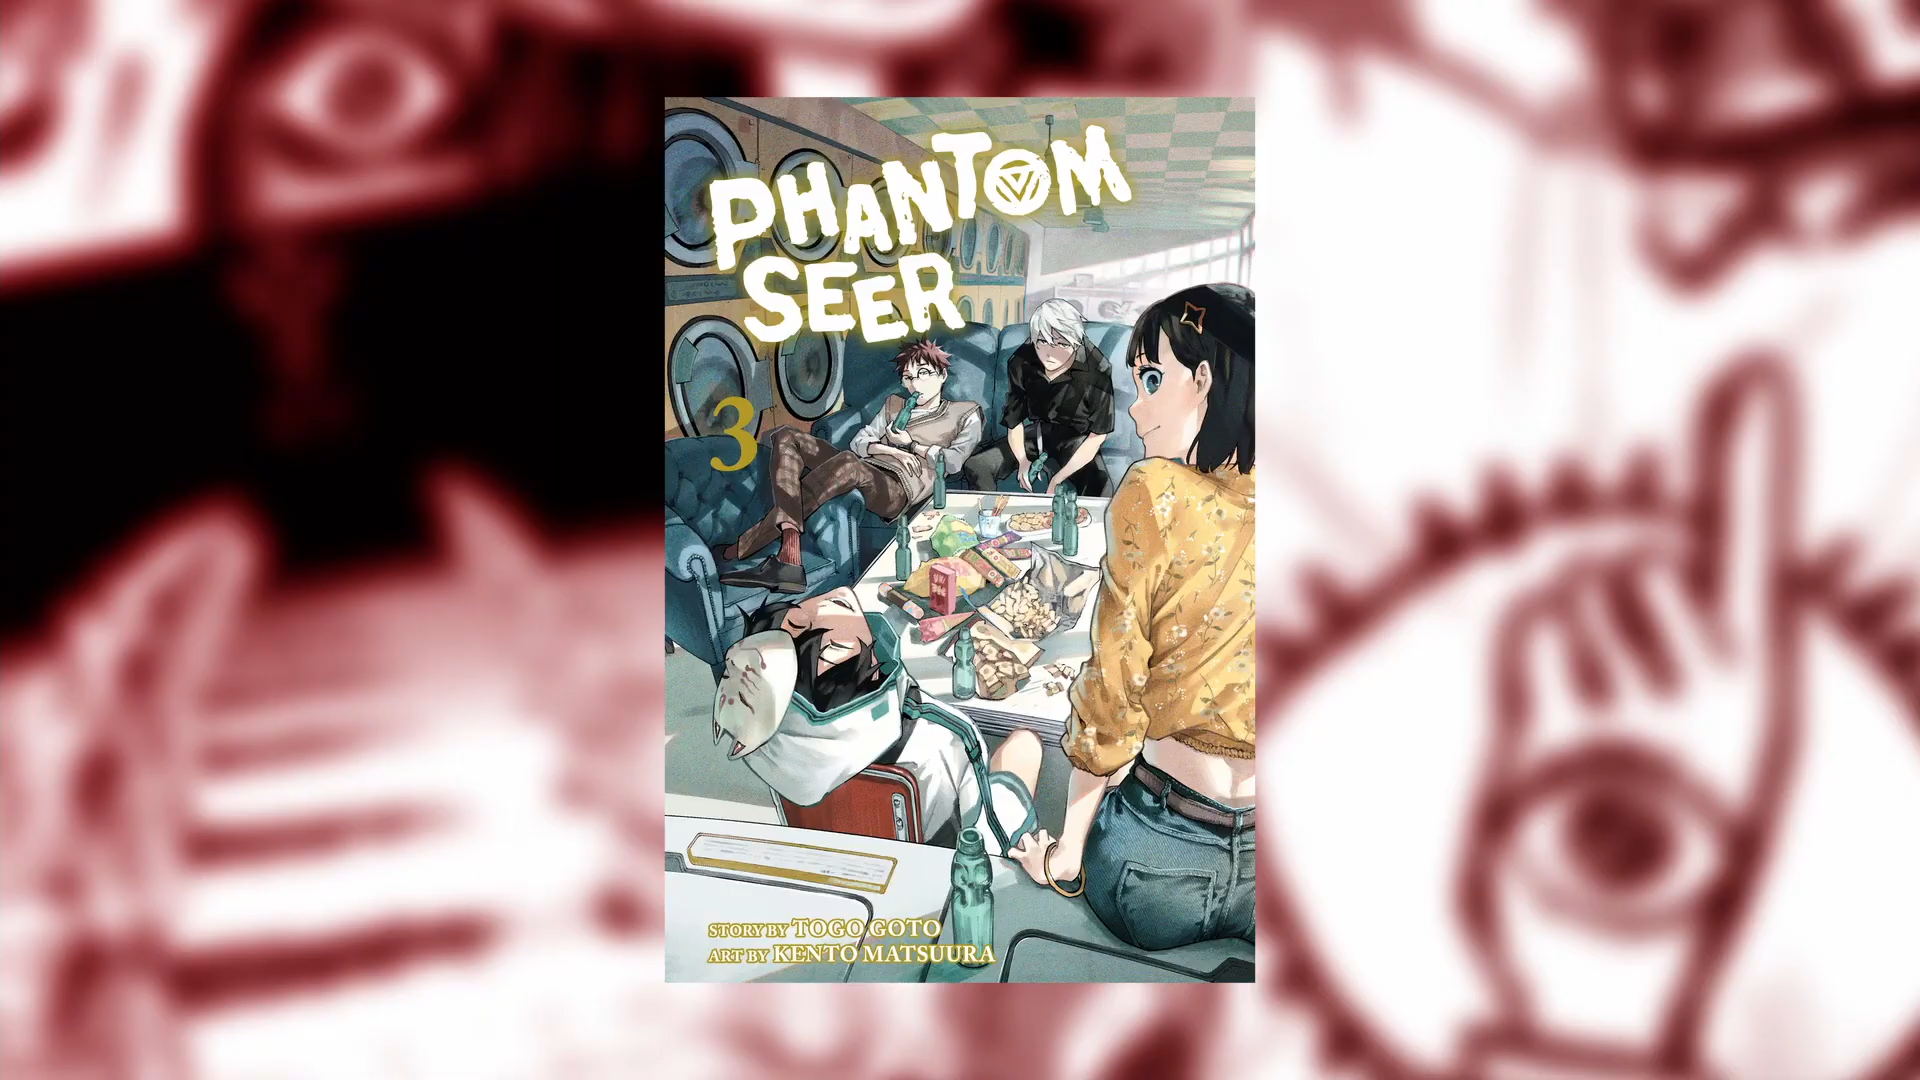 PHANTOM
SEER
3
STORY BY TOGO GOTO
ART BY KENTO MATSUURA